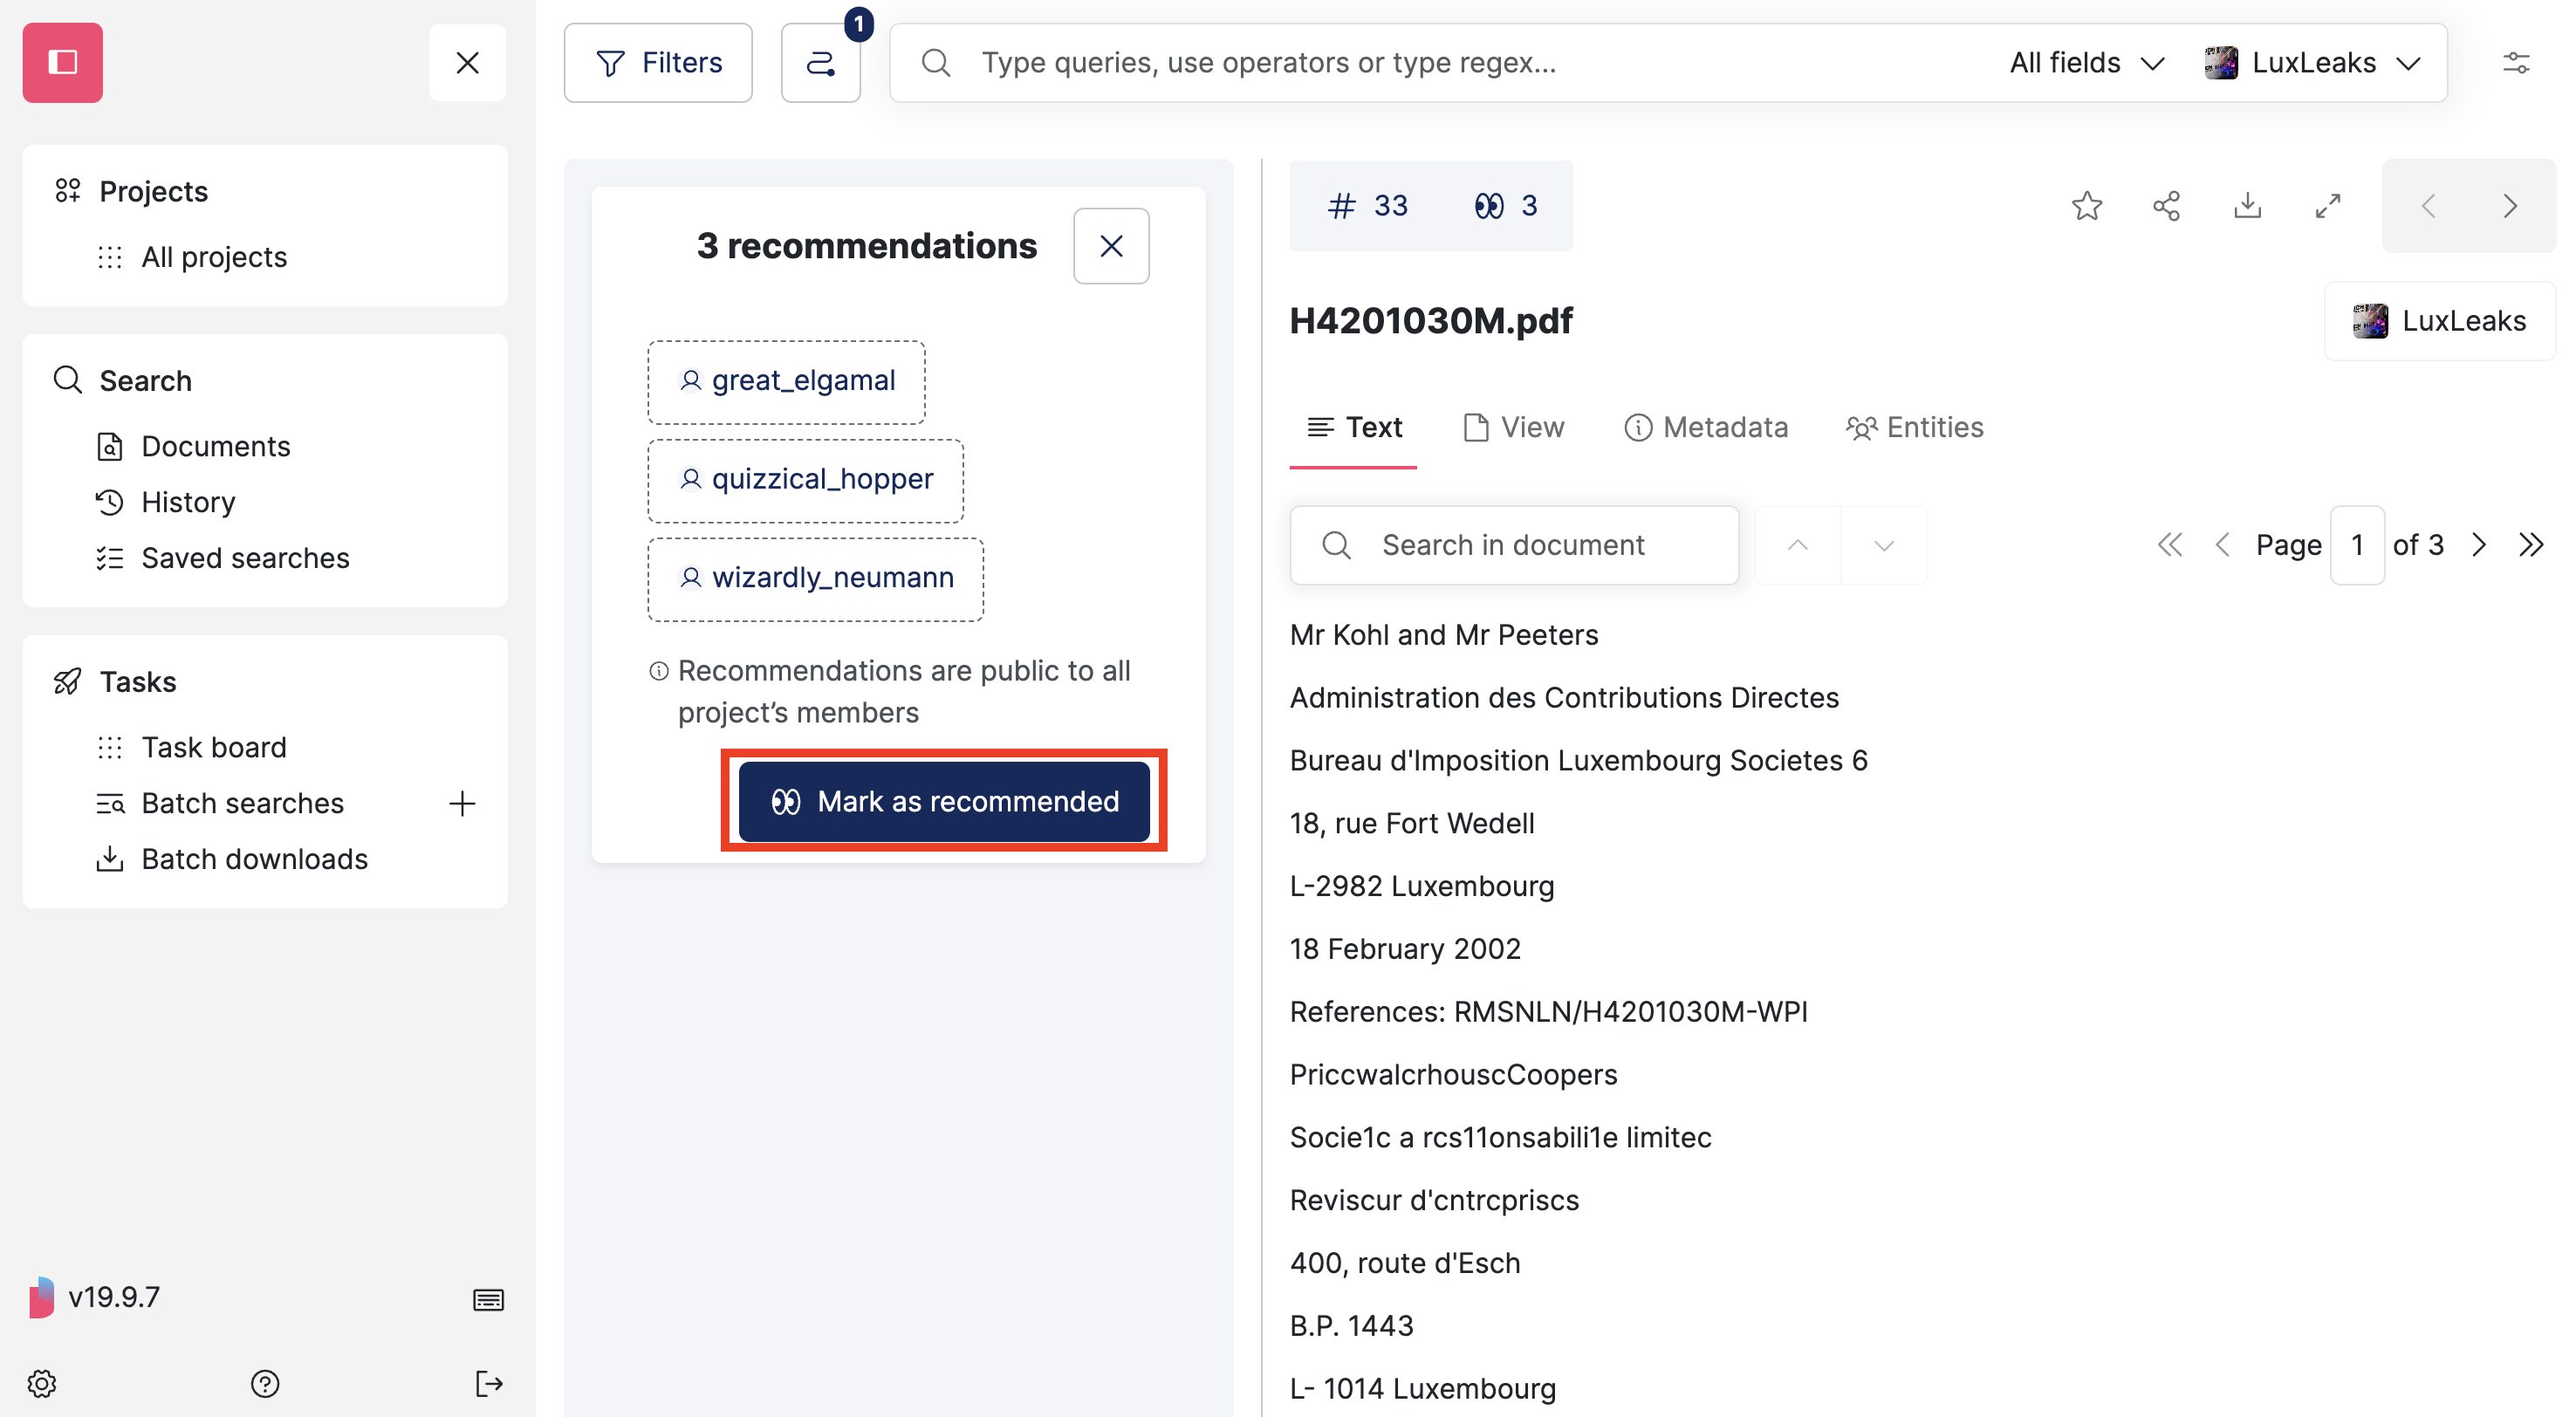 Projects
All projects
Search
Documents
History
Saved searches
Tasks
Task board
Batch searches
Batch downloads
v19.9.7
Filters
1
Type queries, use operators or type regex...
All fields
LuxLeaks
3 recommendations
great_elgamal
quizzical_hopper
wizardly_neumann
Recommendations are public to all
project’s members
Mark as recommended
# 33
3
H4201030M.pdf
LuxLeaks
Text
View
Metadata
Entities
Search in document
Page 1 of 3
Mr Kohl and Mr Peeters
Administration des Contributions Directes
Bureau d'Imposition Luxembourg Societes 6
18, rue Fort Wedell
L-2982 Luxembourg
18 February 2002
References: RMSNLN/H4201030M-WPI
PriccwalcrhouscCoopers
Socie1c a rcs11onsabili1e limitec
Reviscur d'cntrcpriscs
400, route d'Esch
B.P. 1443
L- 1014 Luxembourg